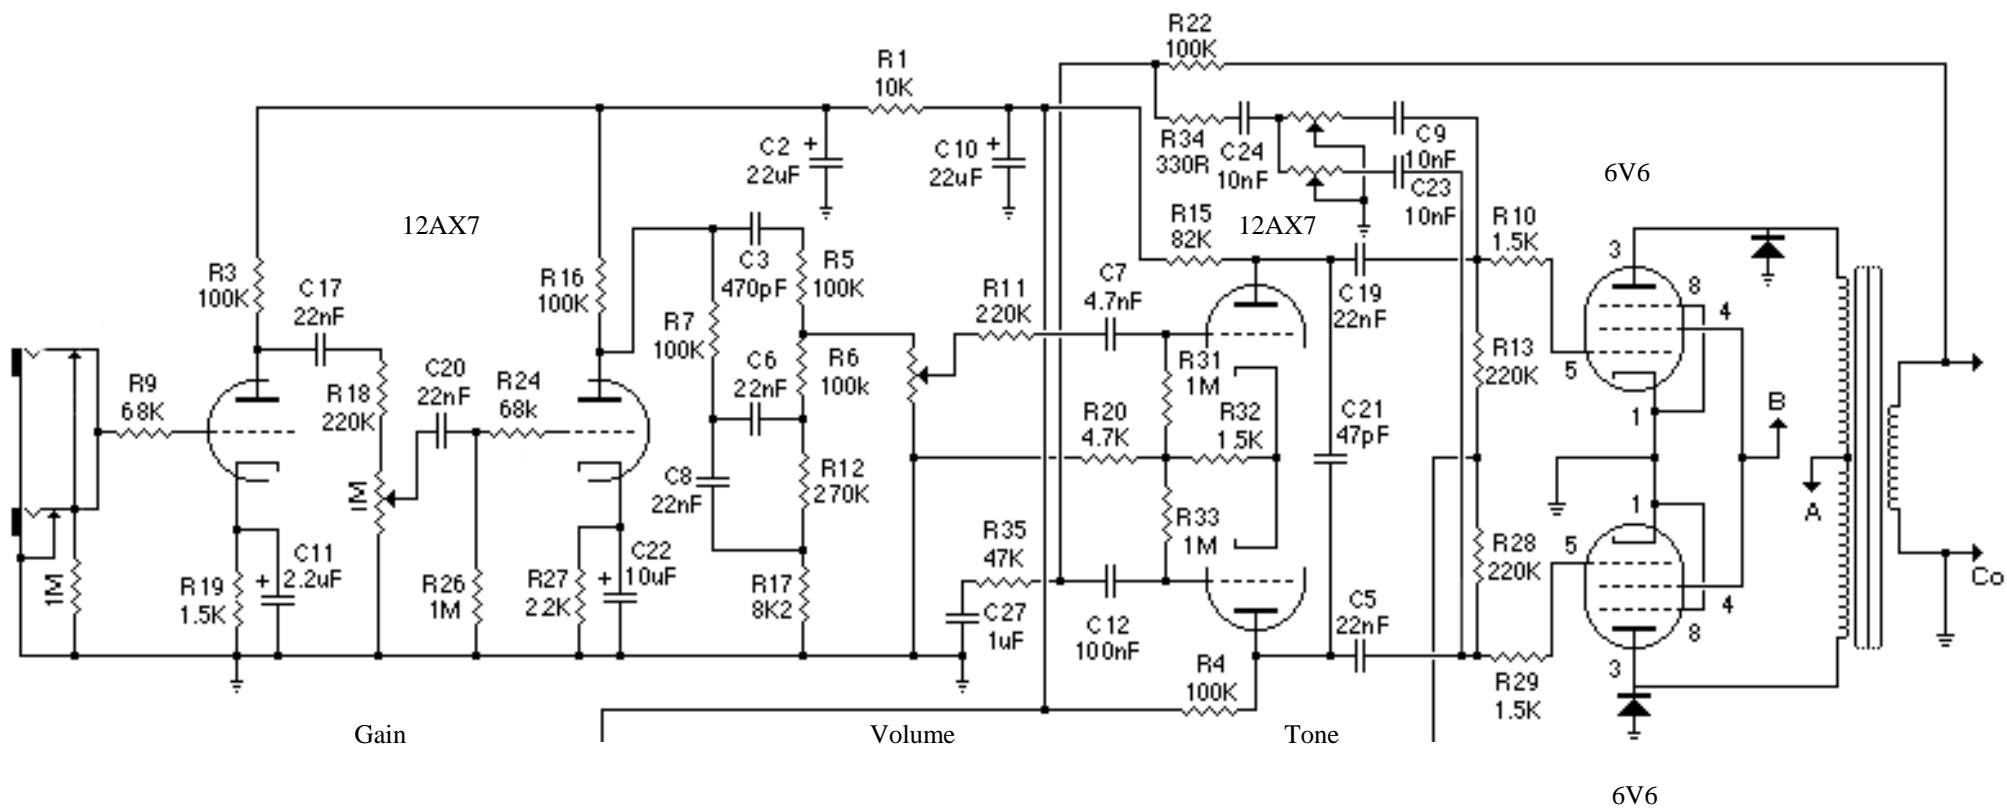 R22
100K
R1
10K
C2 +
22uF
C10 +
22uF
R34
330R
C24
10nF
C9
10nF
C23
10nF
6V6
12AX7
R15
82K
12AX7
R10
1.5K
R3
100K
C17
22nF
R16
100K
C3
470pF
R5
100K
R11
220K
C7
4.7nF
C19
22nF
3
8
4
5
1
R7
100K
C6
22nF
R6
100k
R31
1M
R13
220K
R9
68K
R18
220K
C20
22nF
R24
68k
R20
4.7K
R32
1.5K
C21
47pF
B
A
1M
C8
22nF
R12
270K
R33
1M
R35
47K
1
5
4
8
3
R28
220K
1M
R19
1.5K
C11
+ 2.2uF
R26
1M
R27
2.2K
C22
+ 10uF
R17
8K2
C27
1uF
C12
100nF
C5
22nF
Co
R4
100K
R29
1.5K
Gain
Volume
Tone
6V6